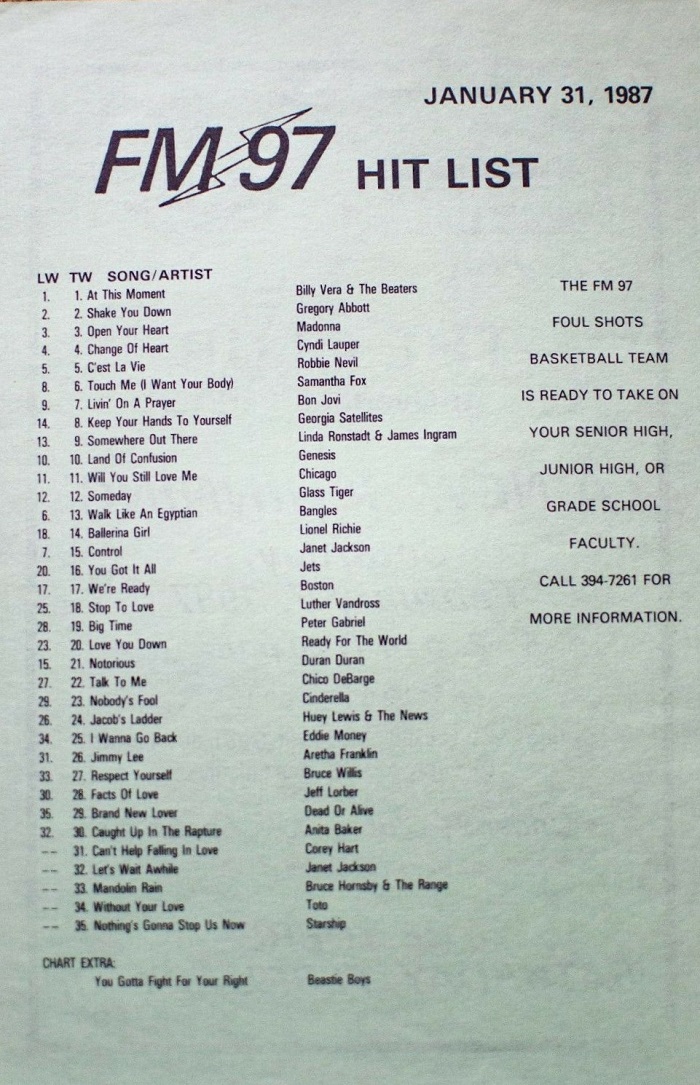 JANUARY 31, 1987
FM 97 HIT LIST
LW TW SONG/ARTIST
1. 1. At This Moment Billy Vera & The Beaters
2. 2. Shake You Down Gregory Abbott
3. 3. Open Your Heart Madonna
4. 4. Change Of Heart Cyndi Lauper
5. 5. C'est La Vie Robbie Nevil
8. 6. Touch Me (I Want Your Body) Samantha Fox
9. 7. Livin' On A Prayer Bon Jovi
14. 8. Keep Your Hands To Yourself Georgia Satellites
13. 9. Somewhere Out There Linda Ronstadt & James Ingram
10. 10. Land Of Confusion Genesis
11. 11. Will You Still Love Me Chicago
12. 12. Someday Glass Tiger
6. 13. Walk Like An Egyptian Bangles
18. 14. Ballerina Girl Lionel Richie
7. 15. Control Janet Jackson
20. 16. You Got It All Jets
17. 17. We're Ready Boston
25. 18. Stop To Love Luther Vandross
28. 19. Big Time Peter Gabriel
23. 20. Love You Down Ready For The World
15. 21. Notorious Duran Duran
27. 22. Talk To Me Chico DeBarge
29. 23. Nobody's Fool Cinderella
26. 24. Jacob's Ladder Huey Lewis & The News
34. 25. I Wanna Go Back Eddie Money
31. 26. Jimmy Lee Aretha Franklin
33. 27. Respect Yourself Bruce Willis
30. 28. Facts Of Love Jeff Lorber
35. 29. Brand New Lover Dead Or Alive
32. 30. Caught Up In The Rapture Anita Baker
-- 31. Can't Help Falling In Love Corey Hart
-- 32. Let's Wait Awhile Janet Jackson
-- 33. Mandolin Rain Bruce Hornsby & The Range
-- 34. Without Your Love Toto
-- 35. Nothing's Gonna Stop Us Now Starship
CHART EXTRA:
You Gotta Fight For Your Right Beastie Boys
THE FM 97
FOUL SHOTS
BASKETBALL TEAM
IS READY TO TAKE ON
YOUR SENIOR HIGH,
JUNIOR HIGH, OR
GRADE SCHOOL
FACULTY.
CALL 394-7261 FOR
MORE INFORMATION.